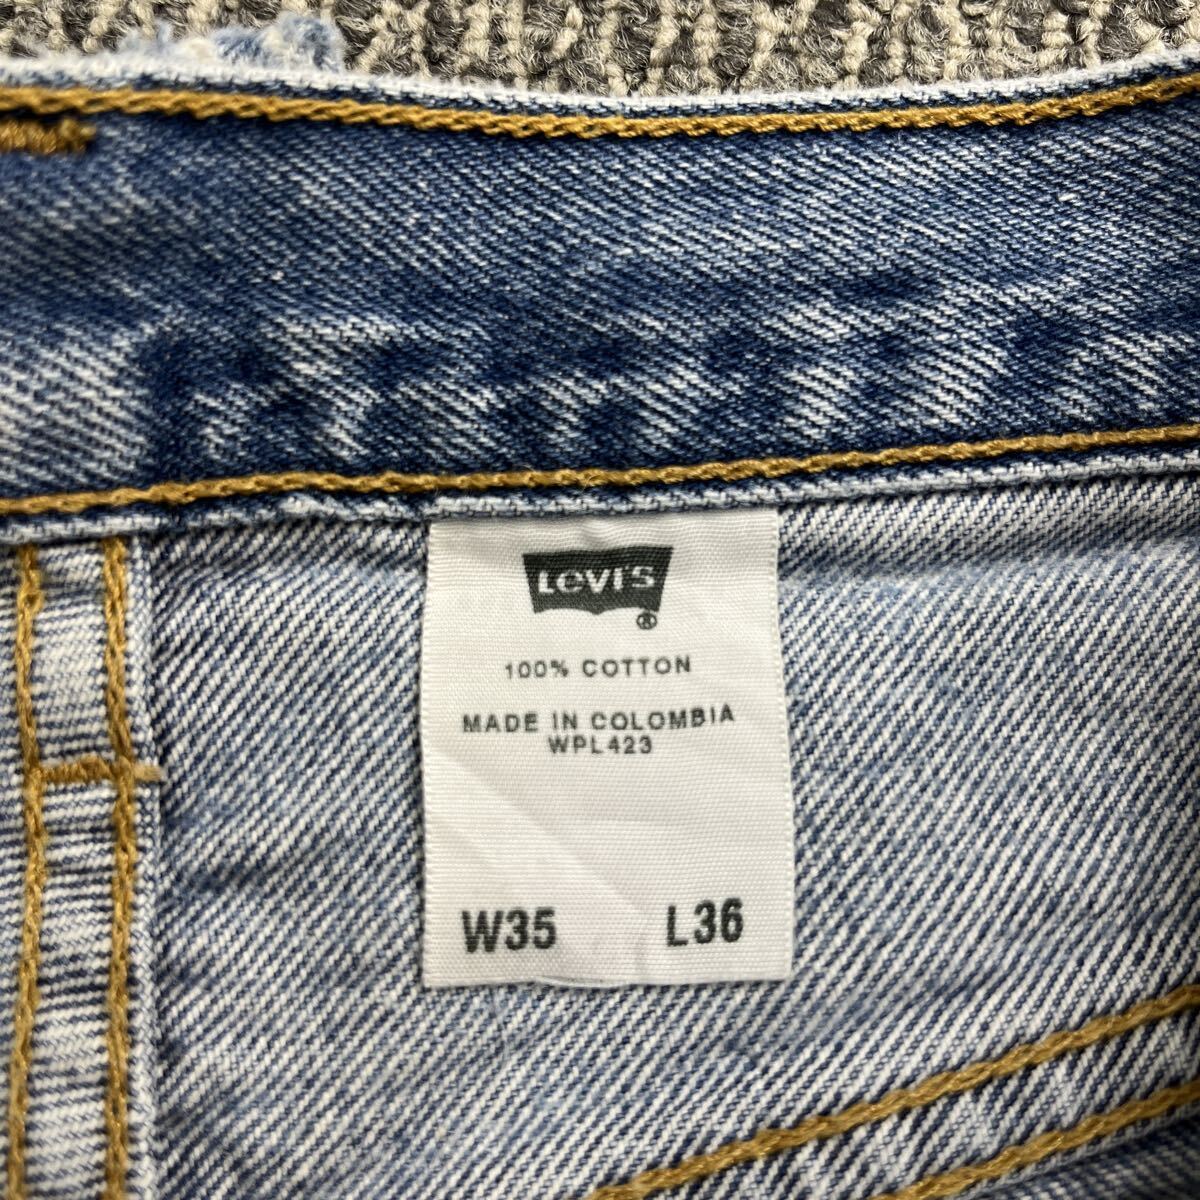 LEVI'S
®
100% COTTON
MADE IN COLOMBIA
WPL423
W35 L36